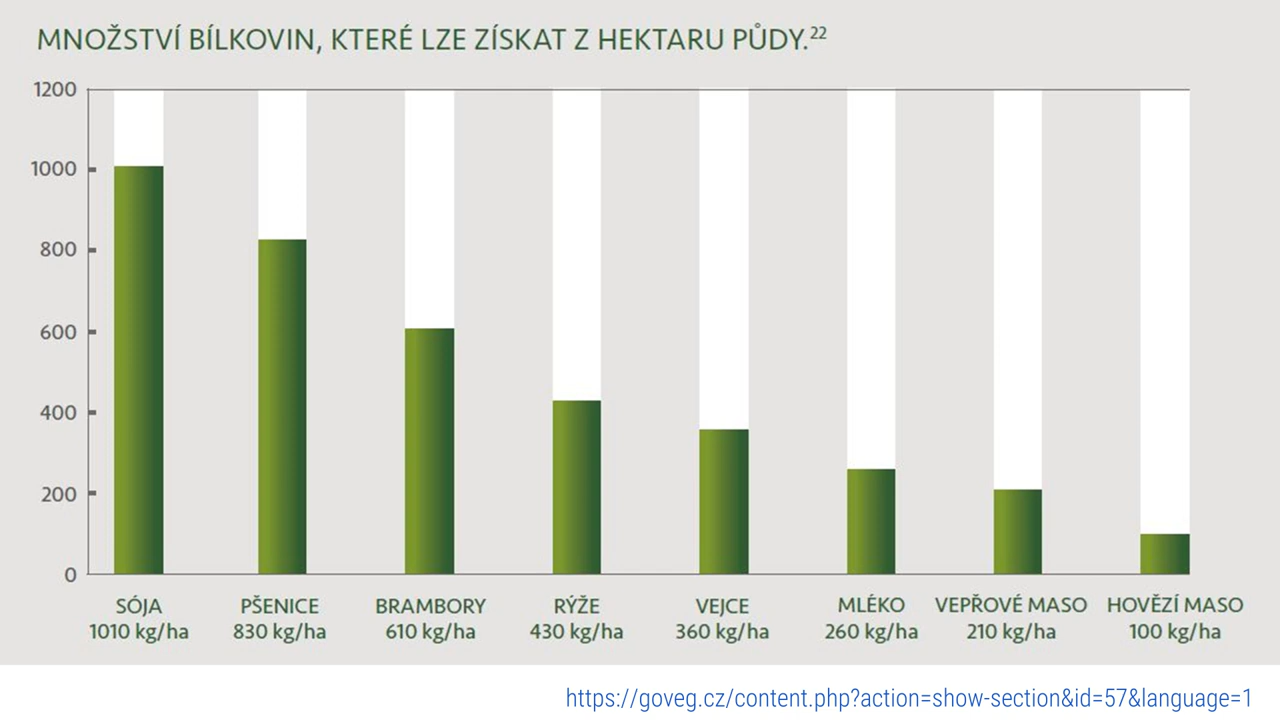 MNOŽSTVÍ BÍLKOVIN, KTERÉ LZE ZÍSKAT Z HEKTARU PŮDY.²²
1200
1000
800
600
400
200
0
SÓJA PŠENICE BRAMBORY RÝŽE VEJCE MLÉKO VEPŘOVÉ MASO HOVĚZÍ MASO
1010 kg/ha 830 kg/ha 610 kg/ha 430 kg/ha 360 kg/ha 260 kg/ha 210 kg/ha 100 kg/ha
https://goveg.cz/content.php?action=show-section&id=57&language=1